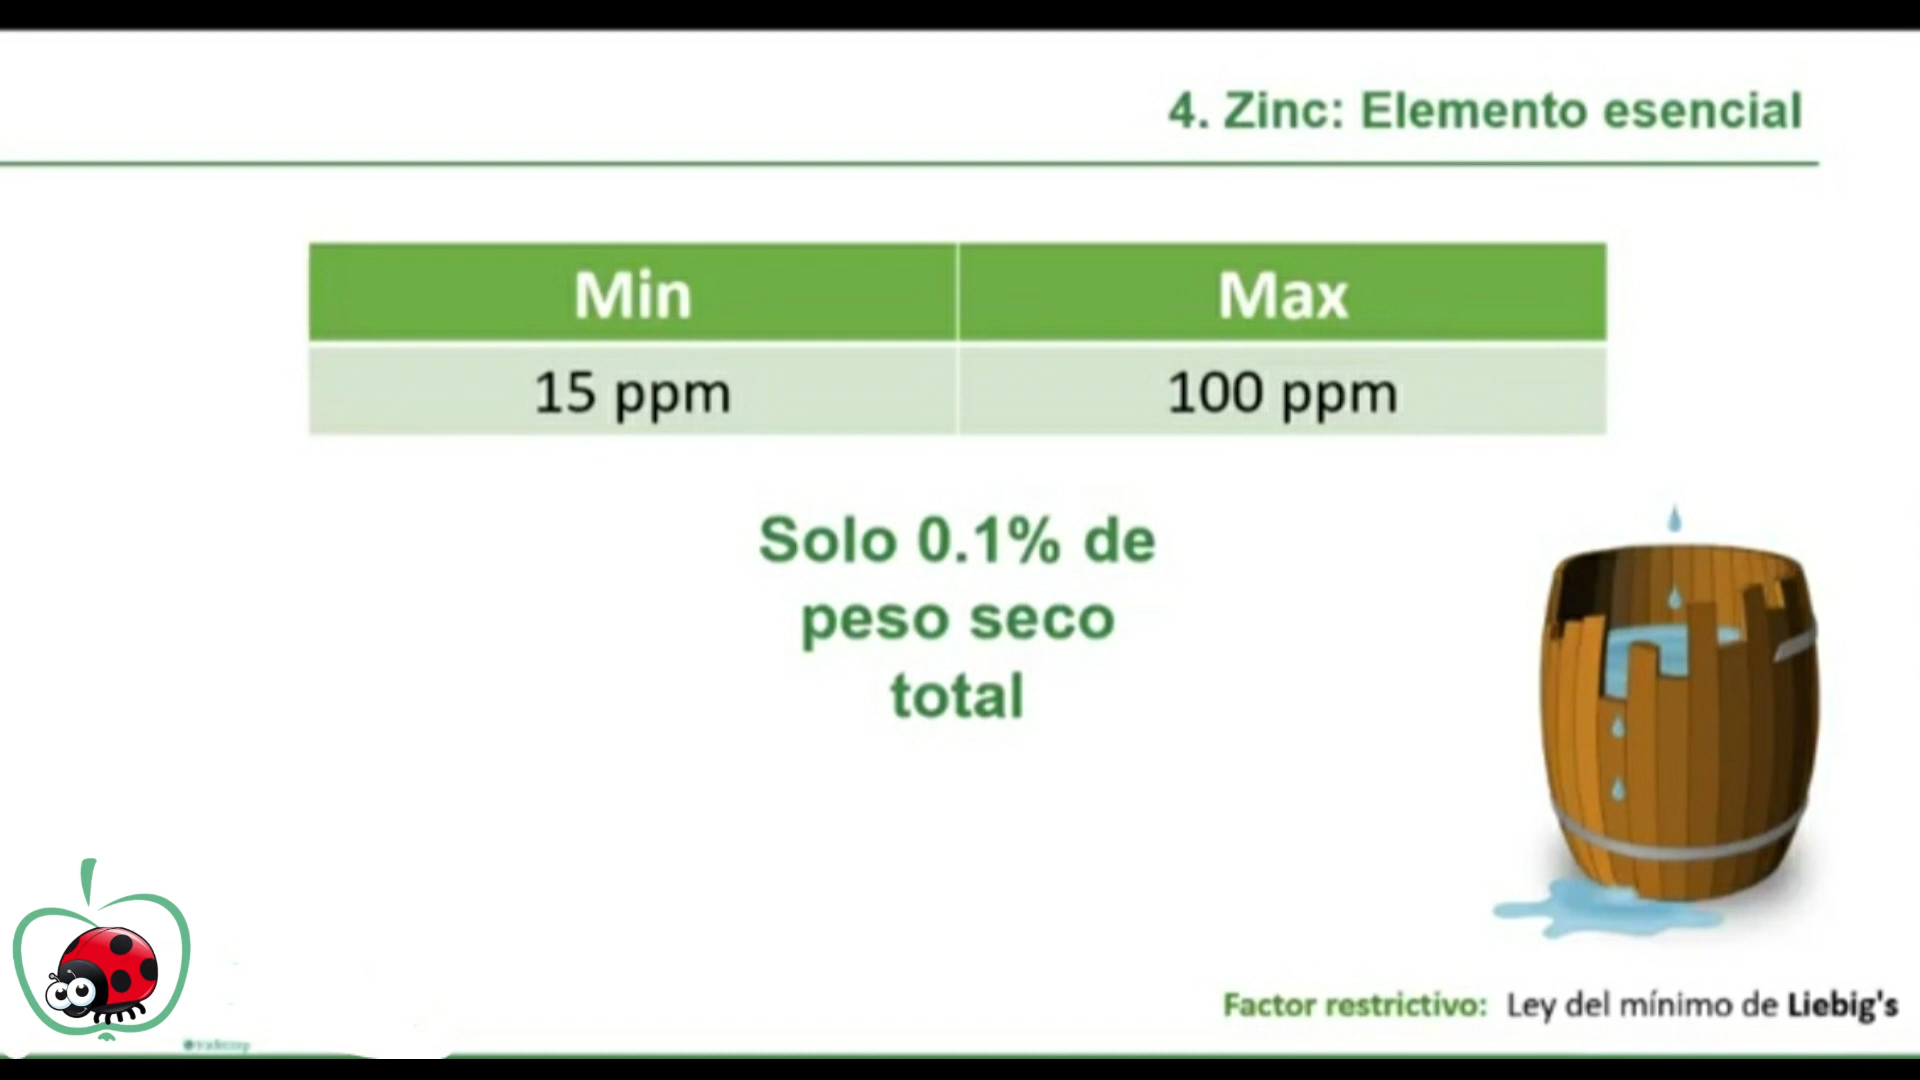 4. Zinc: Elemento esencial
Min Max
15 ppm 100 ppm
Solo 0.1% de
peso seco
total
Factor restrictivo: Ley del mínimo de Liebig's